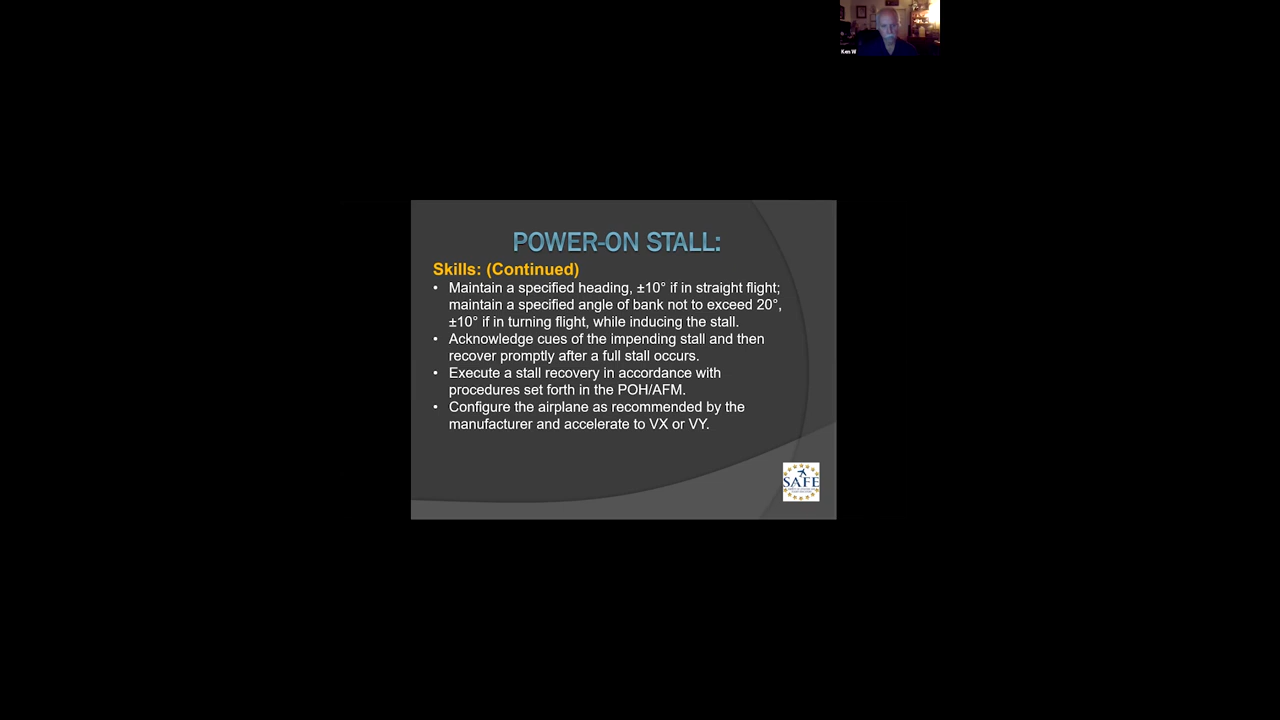 Ken W
POWER-ON STALL:
Skills: (Continued)
• Maintain a specified heading, ±10° if in straight flight;
maintain a specified angle of bank not to exceed 20°,
±10° if in turning flight, while inducing the stall.
• Acknowledge cues of the impending stall and then
recover promptly after a full stall occurs.
• Execute a stall recovery in accordance with
procedures set forth in the POH/AFM.
• Configure the airplane as recommended by the
manufacturer and accelerate to VX or VY.
SAFE